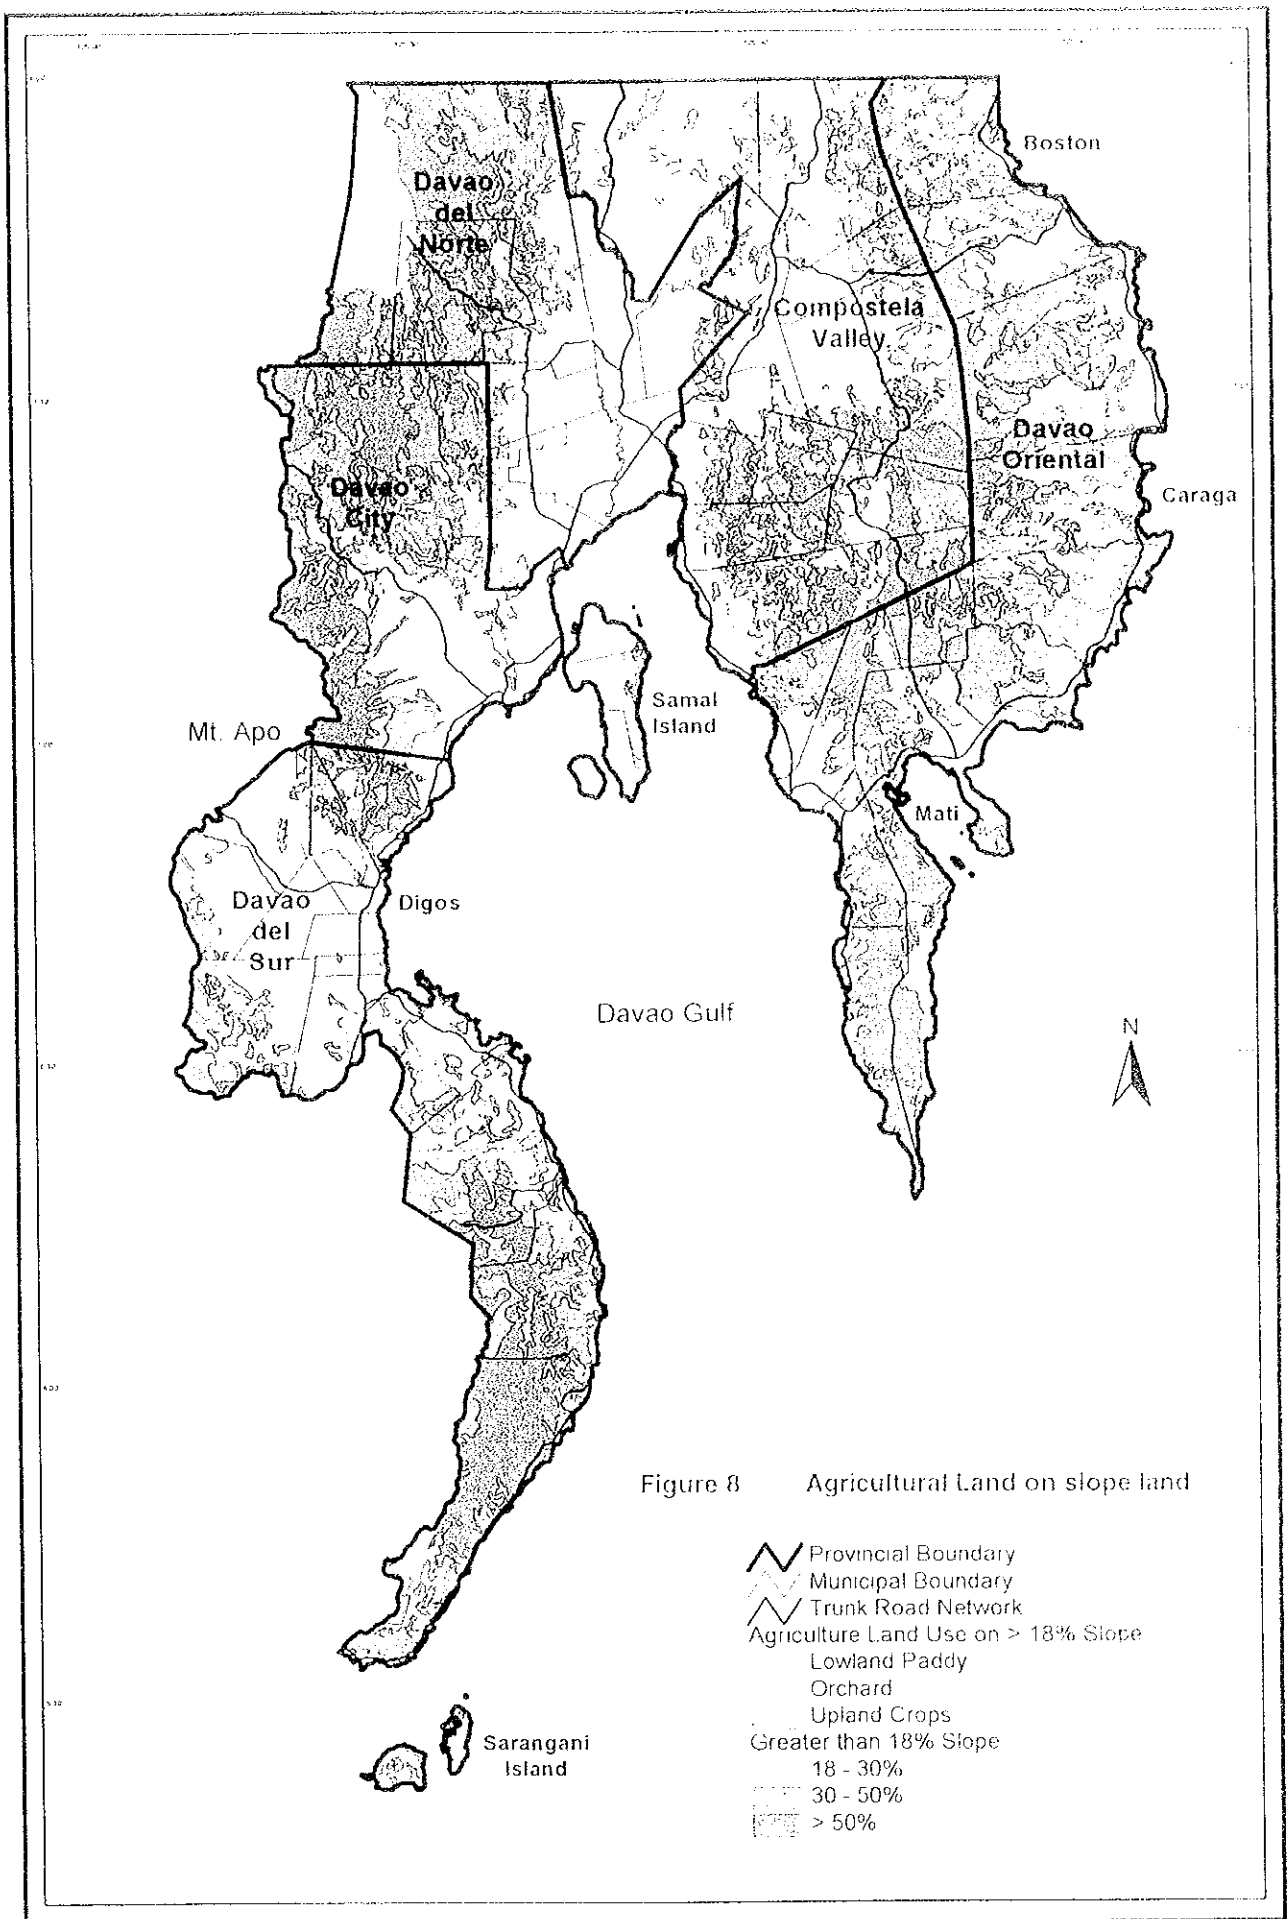 Boston
Davao
del
Norte
Compostela
Valley
Davao
Oriental
Caraga
Davao
City
Samal
Island
Mt. Apo
Mati
Davao
del
Sur
Digos
Davao Gulf
N
Figure 8 Agricultural Land on slope land
Provincial Boundary
Municipal Boundary
Trunk Road Network
Agriculture Land Use on > 18% Slope
Lowland Paddy
Orchard
Upland Crops
Greater than 18% Slope
18 - 30%
30 - 50%
> 50%
Sarangani
Island